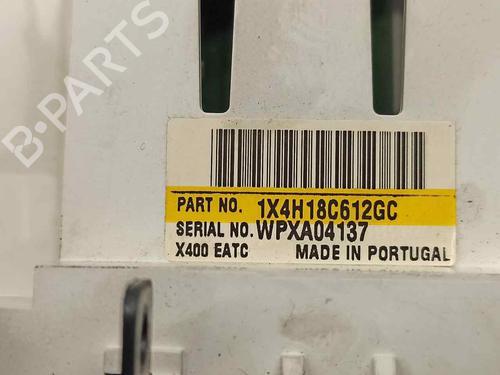 B-PARTS
PART NO. 1X4H18C612GC
SERIAL NO. WPXA04137
X400 EATC MADE IN PORTUGAL